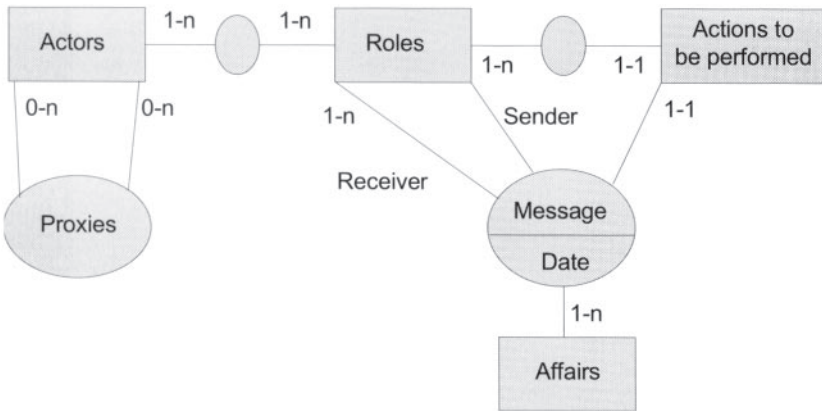 Actors
1-n
1-n
Roles
1-n
1-1
Actions to
be performed
0-n
0-n
1-n
Sender
1-1
Receiver
Proxies
Message
Date
1-n
Affairs